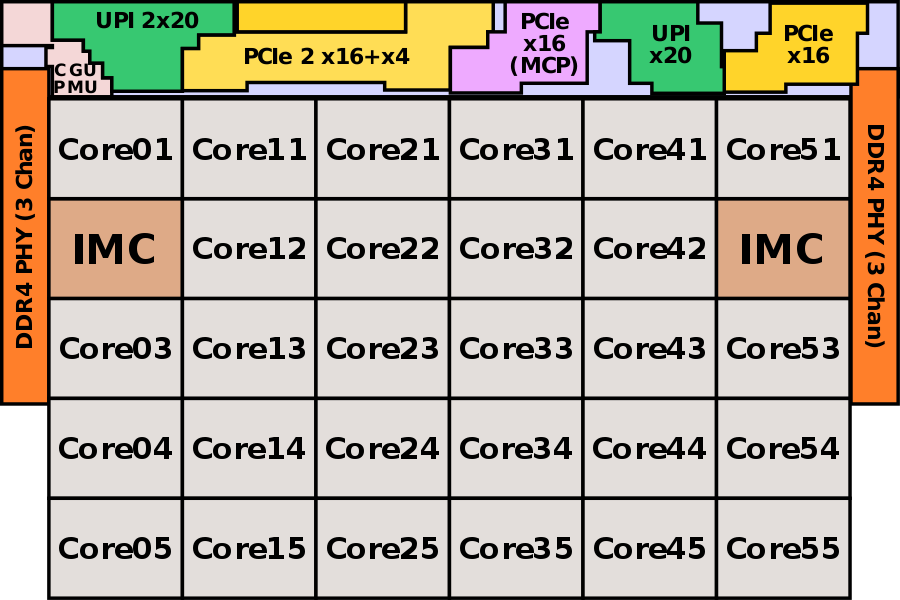 UPI 2x20
PCIe 2 x16+x4
PCIe
x16
(MCP)
UPI
x20
PCIe
x16
C GU
PMU
DDR4 PHY (3 Chan)
DDR4 PHY (3 Chan)
Core01 Core11 Core21 Core31 Core41 Core51
IMC Core12 Core22 Core32 Core42 IMC
Core03 Core13 Core23 Core33 Core43 Core53
Core04 Core14 Core24 Core34 Core44 Core54
Core05 Core15 Core25 Core35 Core45 Core55